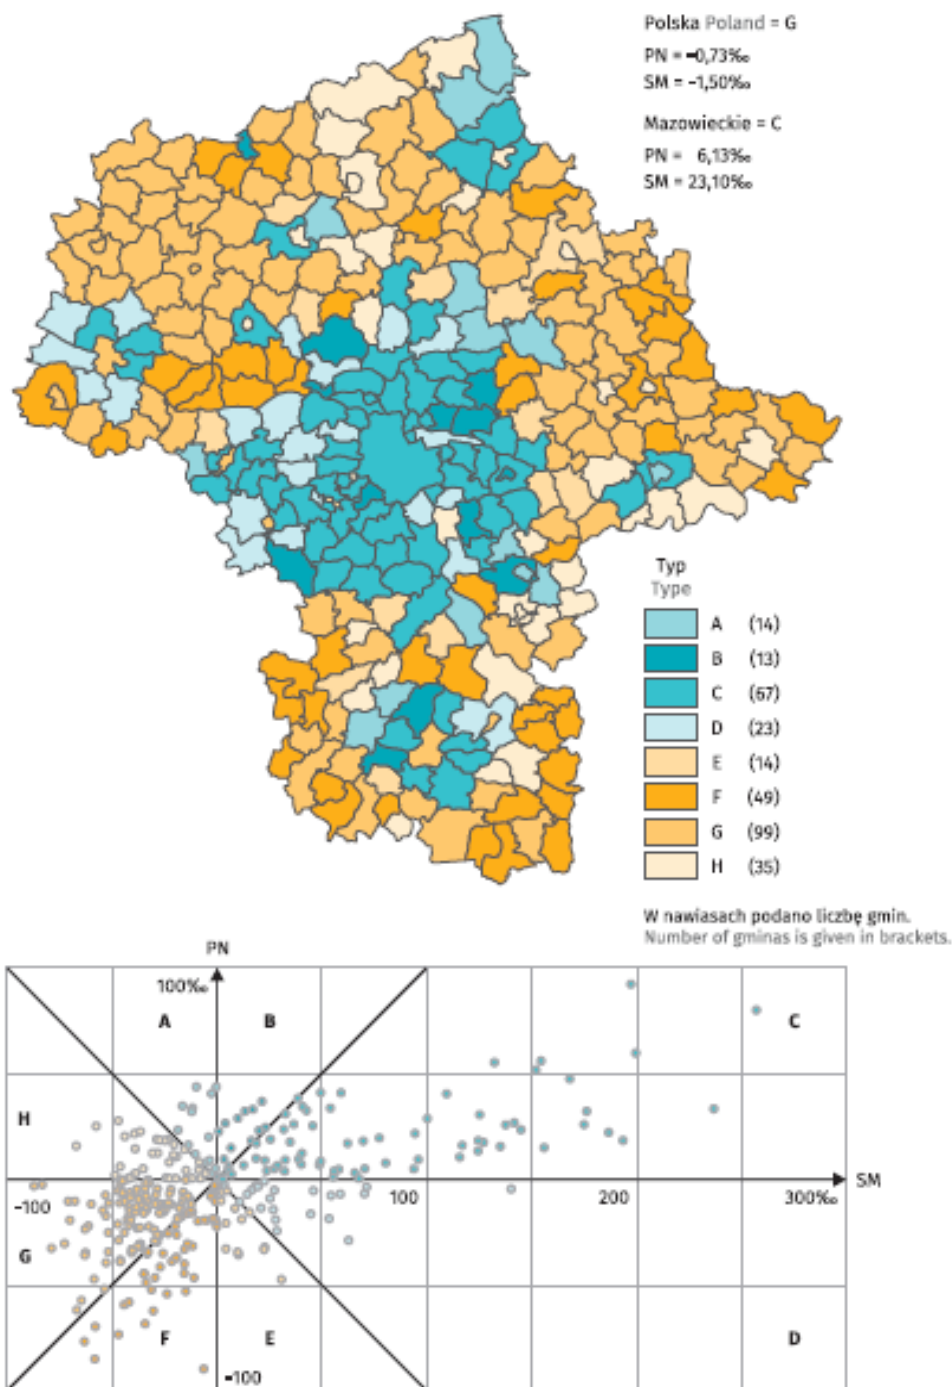 Polska Poland = G
PN = –0,73‰
SM = –1,50‰
Mazowieckie = C
PN = 6,13‰
SM = 23,10‰
Typ
Type
A (14)
B (13)
C (67)
D (23)
E (14)
F (49)
G (99)
H (35)
W nawiasach podano liczbę gmin.
Number of gminas is given in brackets.
PN
100‰
A B C
H
SM
–100 100 200 300‰
G
F E D
–100